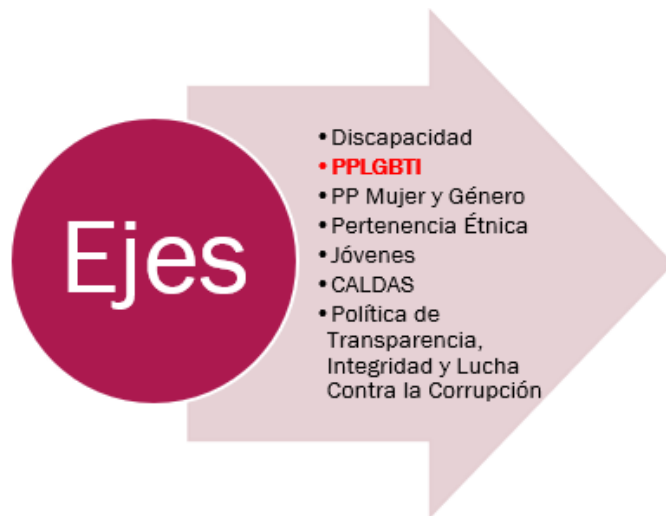 Ejes
•Discapacidad
•PPLGBTI
•PP Mujer y Género
•Pertenencia Étnica
•Jóvenes
•CALDAS
•Política de
Transparencia,
Integridad y Lucha
Contra la Corrupción